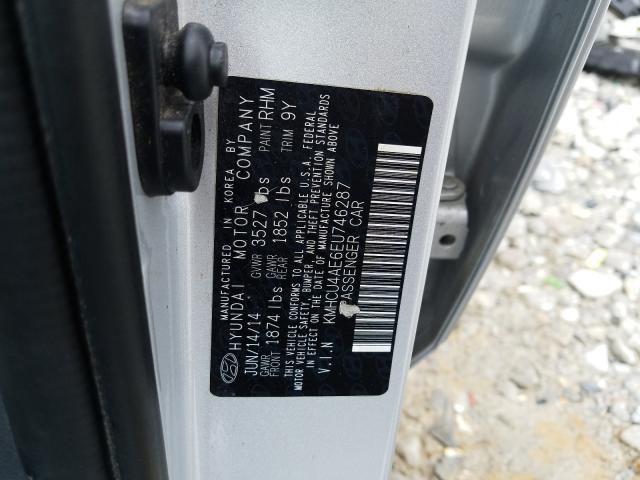 MANUFACTURED IN KOREA BY
HYUNDAI MOTOR COMPANY
JUN/14/14 GVWR 3527 lbs PAINT RHM
GAWR FRONT 1874 lbs GAWR REAR 1852 lbs TRIM 9Y
THIS VEHICLE CONFORMS TO ALL APPLICABLE U.S.A. FEDERAL
MOTOR VEHICLE SAFETY, BUMPER, AND THEFT PREVENTION STANDARDS
IN EFFECT ON THE DATE OF MANUFACTURE SHOWN ABOVE
V.I.N KMHCU4AE6EU746287
PASSENGER CAR